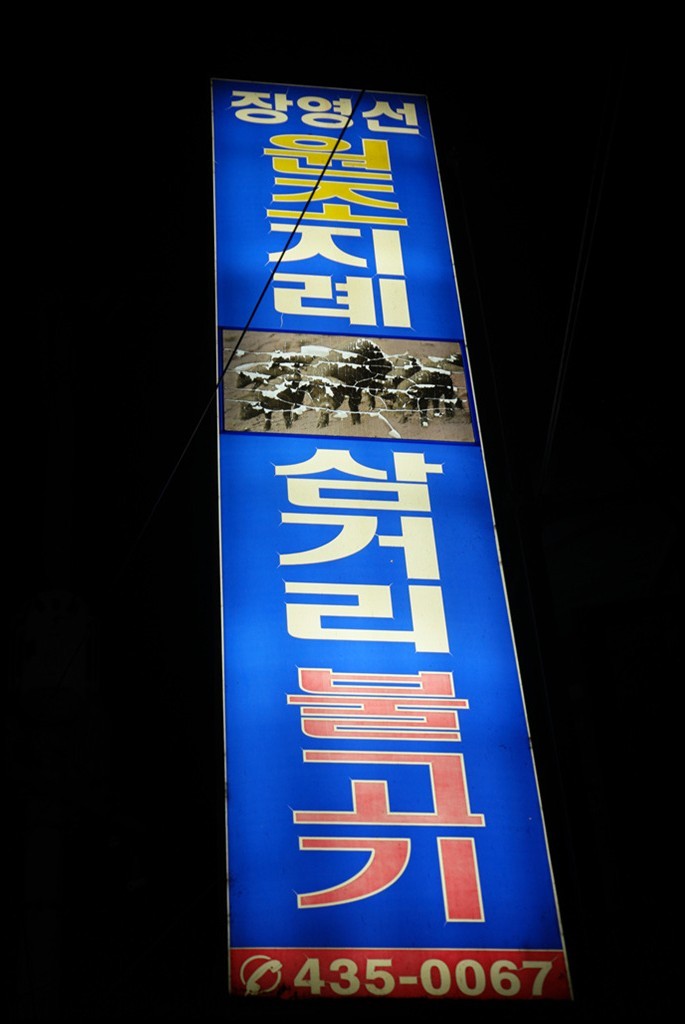 장영선
원조
지례
삼거리
불고기
435-0067